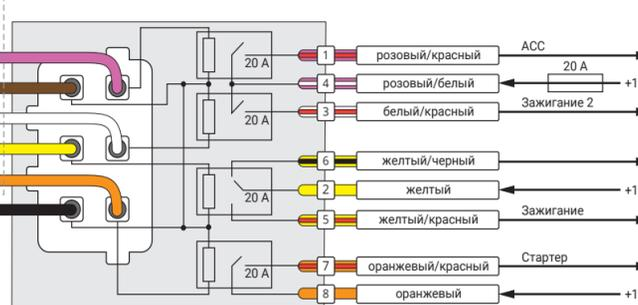 20 A
1 розовый/красный ACC
4 розовый/белый 20 A +1
20 A
3 белый/красный Зажигание 2
6 желтый/черный
20 A
2 желтый +1
5 желтый/красный Зажигание
20 A
7 оранжевый/красный Стартер
8 оранжевый +1